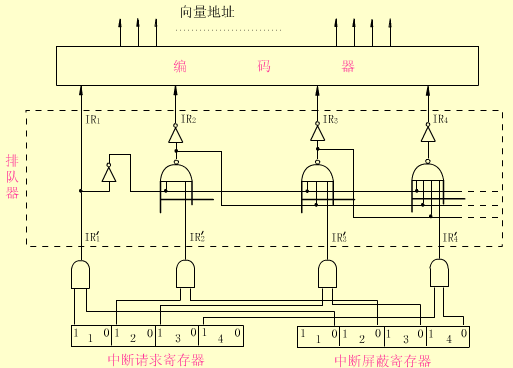 向量地址
编 码 器
IR1 IR2 IR3 IR4
排队器
IR1′ IR2′ IR3′ IR4′
1 1 0 1 2 0 1 3 0 1 4 0
1 1 0 1 2 0 1 3 0 1 4 0
中断请求寄存器 中断屏蔽寄存器